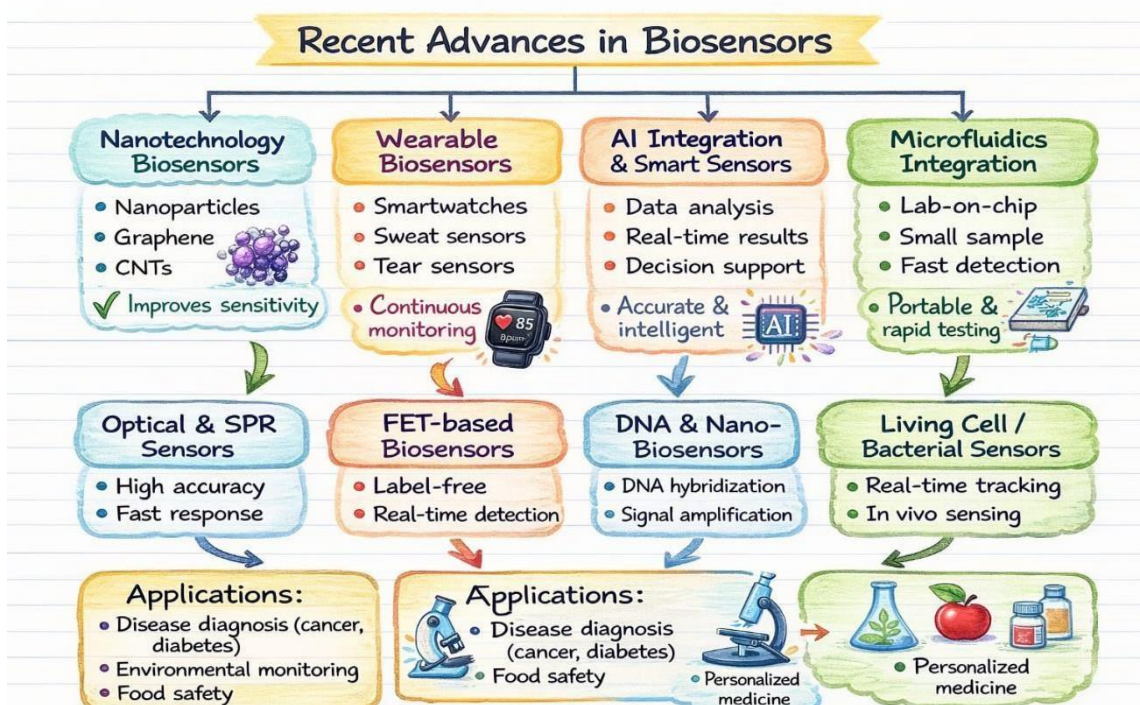 Recent Advances in Biosensors
Nanotechnology
Biosensors
Nanoparticles
Graphene
CNTs
Improves sensitivity
Wearable
Biosensors
Smartwatches
Sweat sensors
Tear sensors
Continuous
monitoring
85
AI Integration
& Smart Sensors
Data analysis
Real-time results
Decision support
Accurate &
intelligent
AI
Microfluidics
Integration
Lab-on-chip
Small sample
Fast detection
Portable &
rapid testing
Optical & SPR
Sensors
High accuracy
Fast response
FET-based
Biosensors
Label-free
Real-time detection
DNA & Nano-
Biosensors
DNA hybridization
Signal amplification
Living Cell /
Bacterial Sensors
Real-time tracking
In vivo sensing
Applications:
Disease diagnosis (cancer,
diabetes)
Environmental monitoring
Food safety
Applications:
Disease diagnosis
(cancer, diabetes)
Food safety
Personalized
medicine
Personalized
medicine